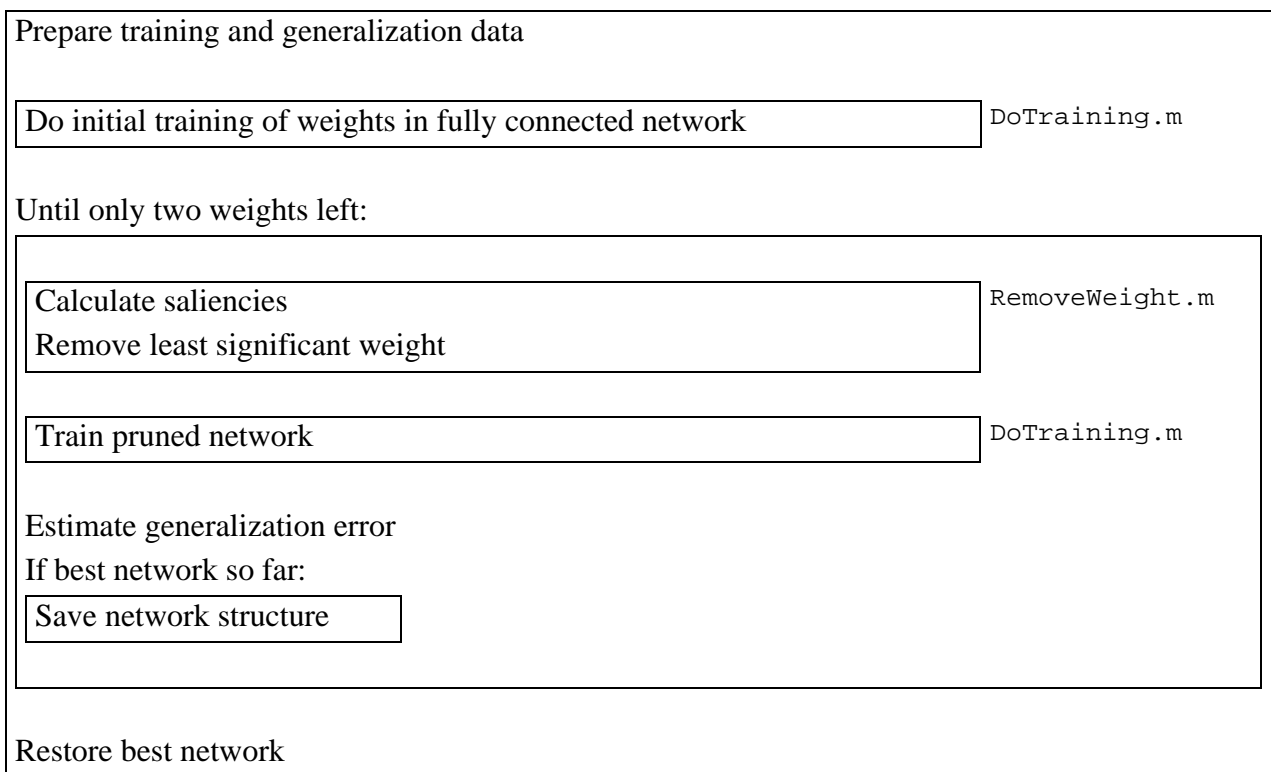 Prepare training and generalization data
Do initial training of weights in fully connected network DoTraining.m
Until only two weights left:
Calculate saliencies RemoveWeight.m
Remove least significant weight
Train pruned network DoTraining.m
Estimate generalization error
If best network so far:
Save network structure
Restore best network